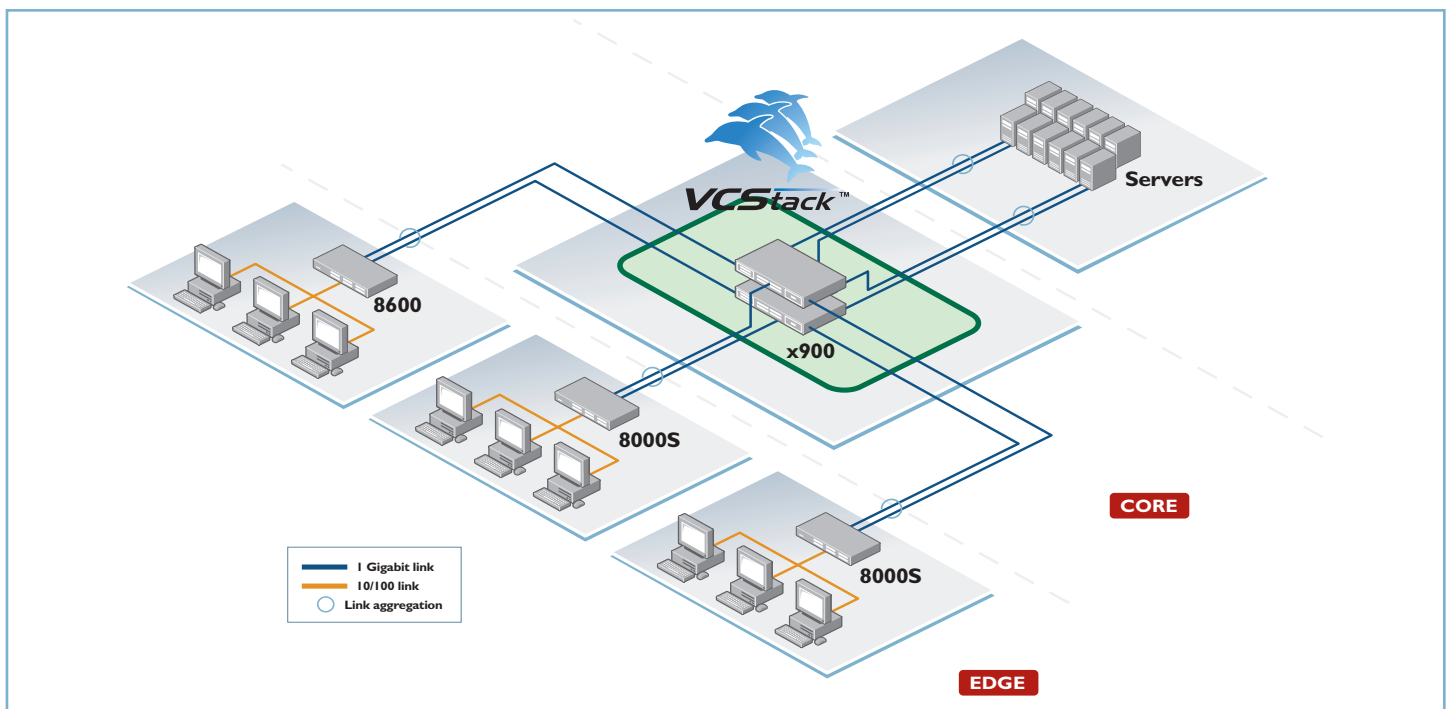 VCStack™
Servers
8600
x900
8000S
8000S
CORE
1 Gigabit link
10/100 link
Link aggregation
EDGE